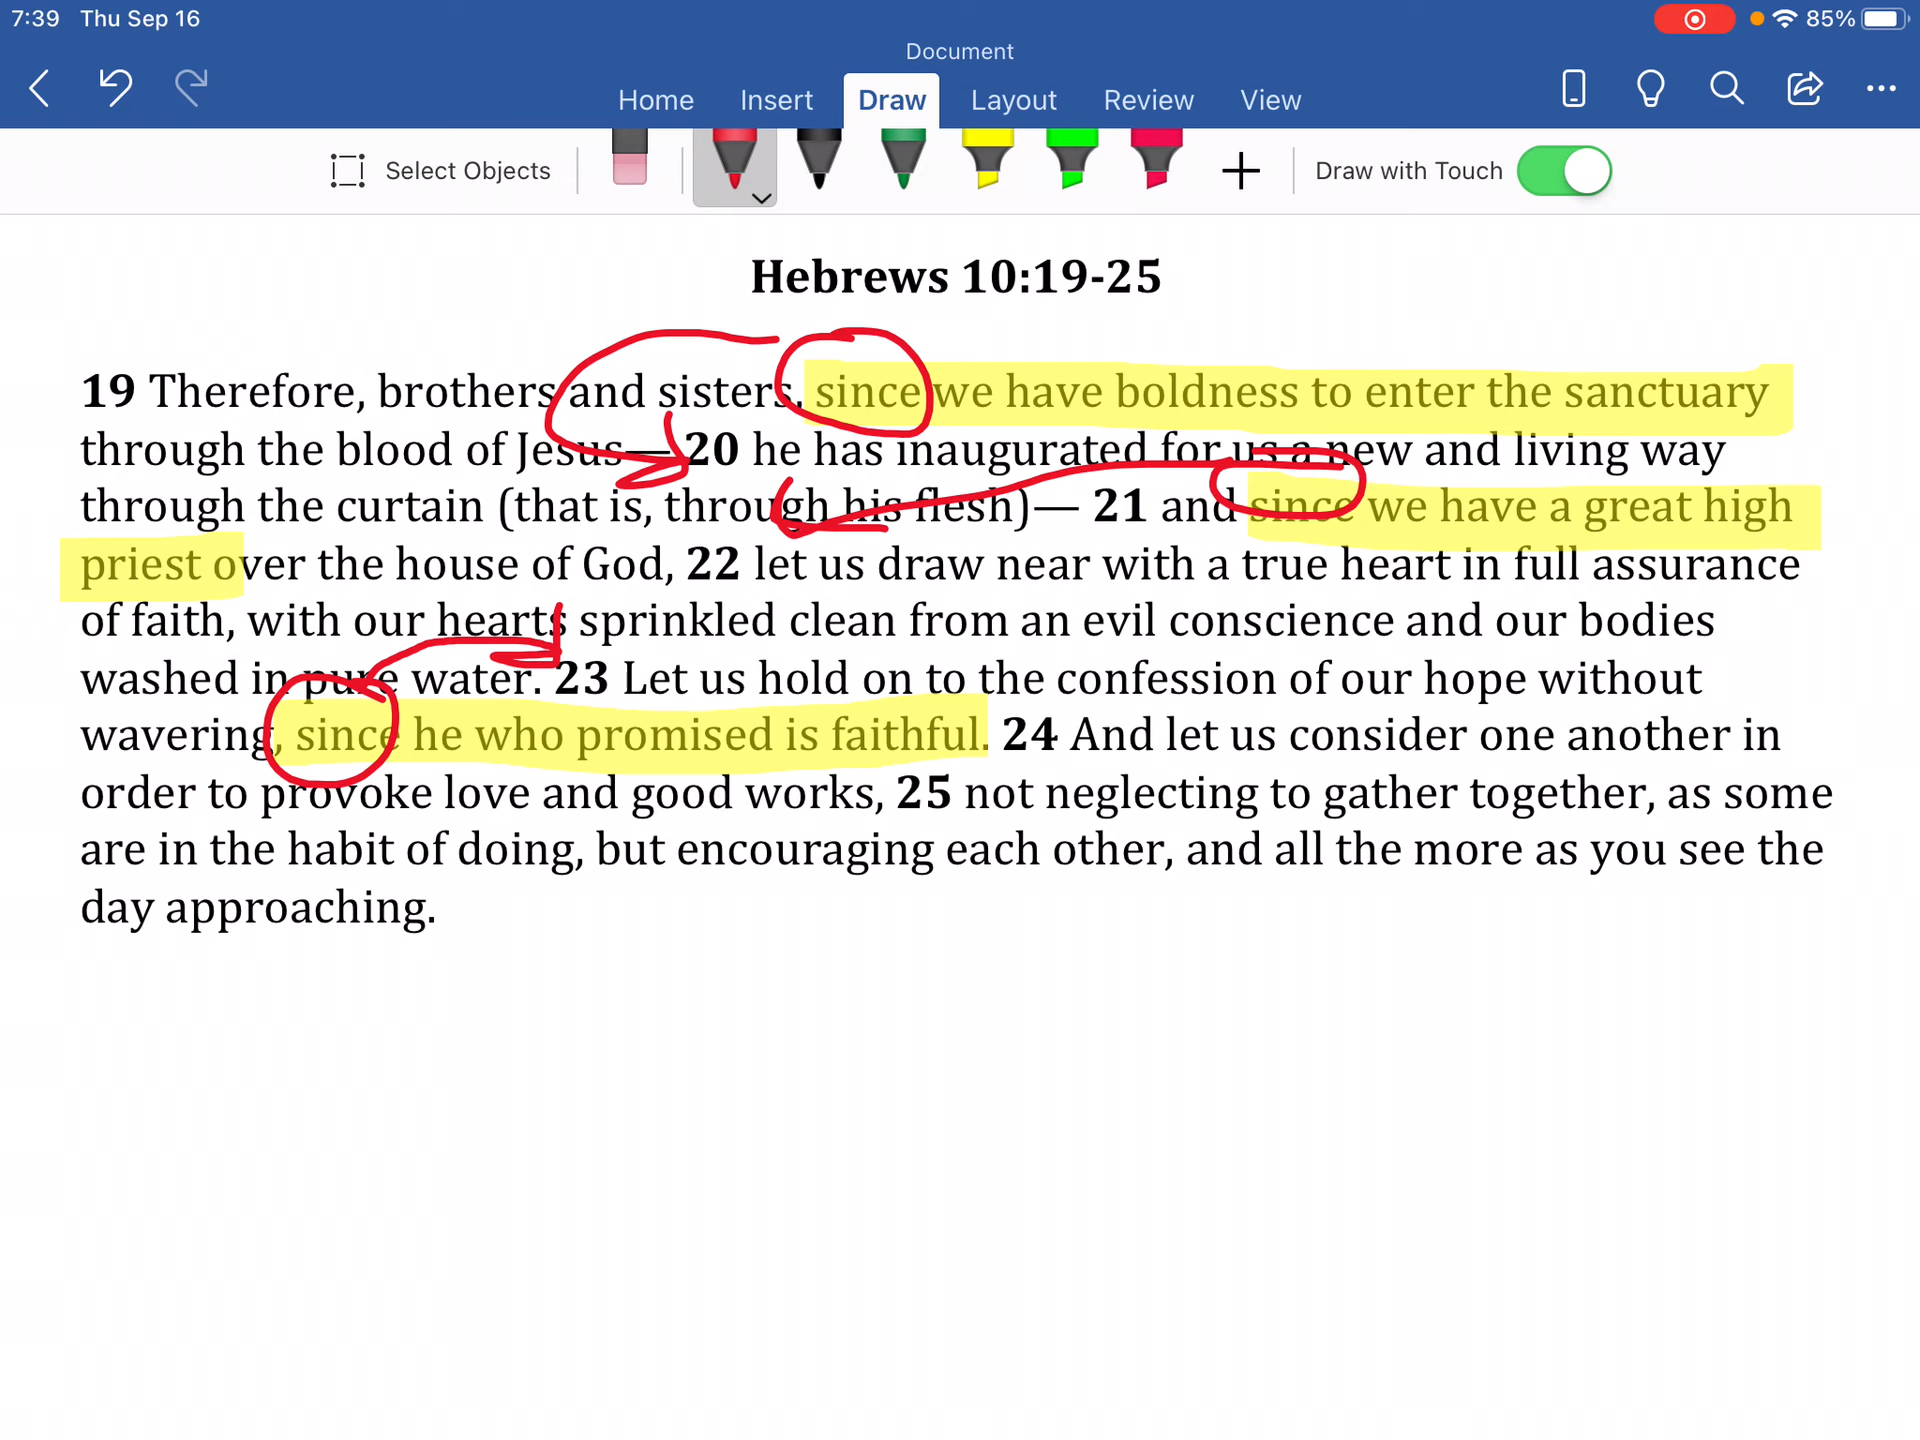 7:39 Thu Sep 16
85%
Document
Home Insert Draw Layout Review View
Select Objects
Draw with Touch
Hebrews 10:19-25
19 Therefore, brothers and sisters, since we have boldness to enter the sanctuary
through the blood of Jesus— 20 he has inaugurated for us a new and living way
through the curtain (that is, through his flesh)— 21 and since we have a great high
priest over the house of God, 22 let us draw near with a true heart in full assurance
of faith, with our hearts sprinkled clean from an evil conscience and our bodies
washed in pure water. 23 Let us hold on to the confession of our hope without
wavering, since he who promised is faithful. 24 And let us consider one another in
order to provoke love and good works, 25 not neglecting to gather together, as some
are in the habit of doing, but encouraging each other, and all the more as you see the
day approaching.